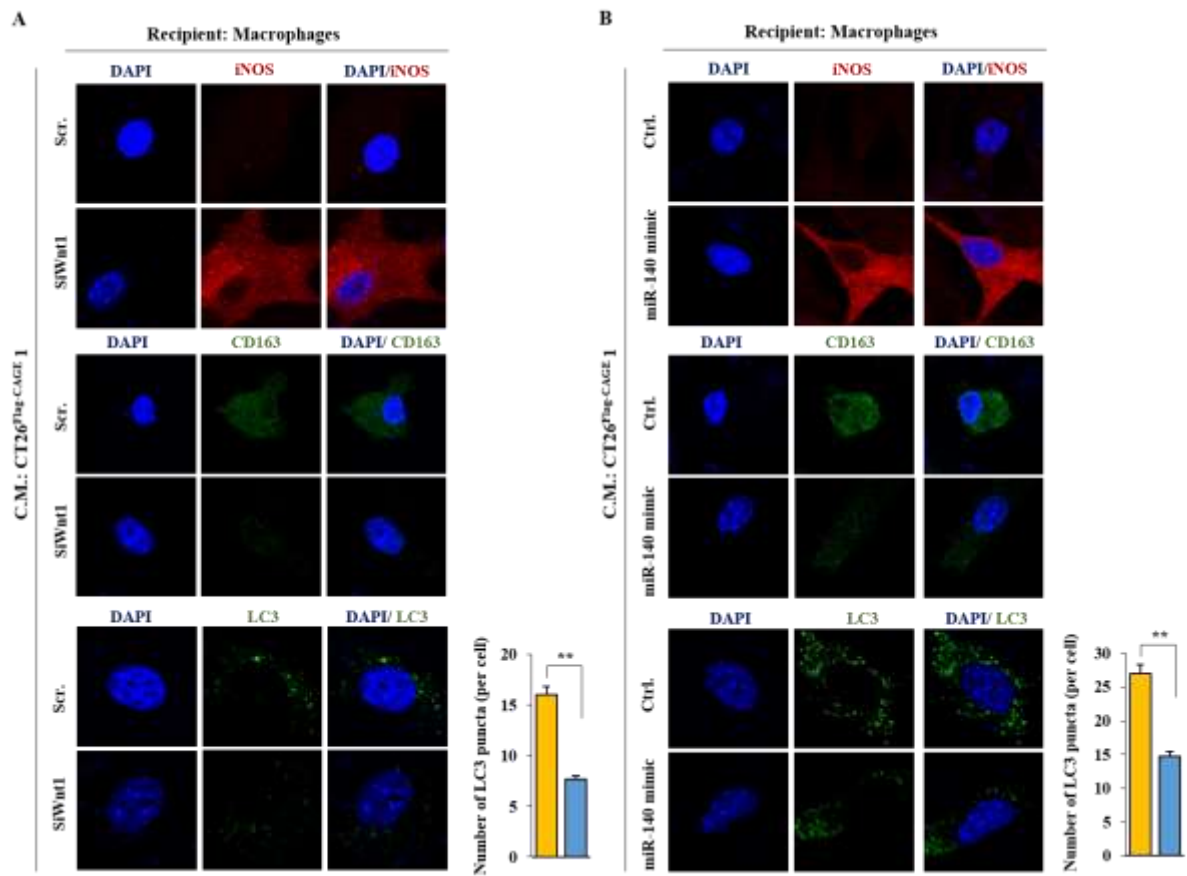 A
Recipient: Macrophages
DAPI iNOS DAPI/iNOS
Scr.
SiWnt1
DAPI CD163 DAPI/ CD163
Scr.
SiWnt1
DAPI LC3 DAPI/ LC3
Scr.
SiWnt1
C.M.: CT26Flag-CAGE 1
Number of LC3 puncta (per cell)
20
15
10
5
0
**
B
Recipient: Macrophages
DAPI iNOS DAPI/iNOS
Ctrl.
miR-140 mimic
DAPI CD163 DAPI/ CD163
Ctrl.
miR-140 mimic
DAPI LC3 DAPI/ LC3
Ctrl.
miR-140 mimic
C.M.: CT26Flag-CAGE 1
Number of LC3 puncta (per cell)
30
25
20
15
10
5
0
**